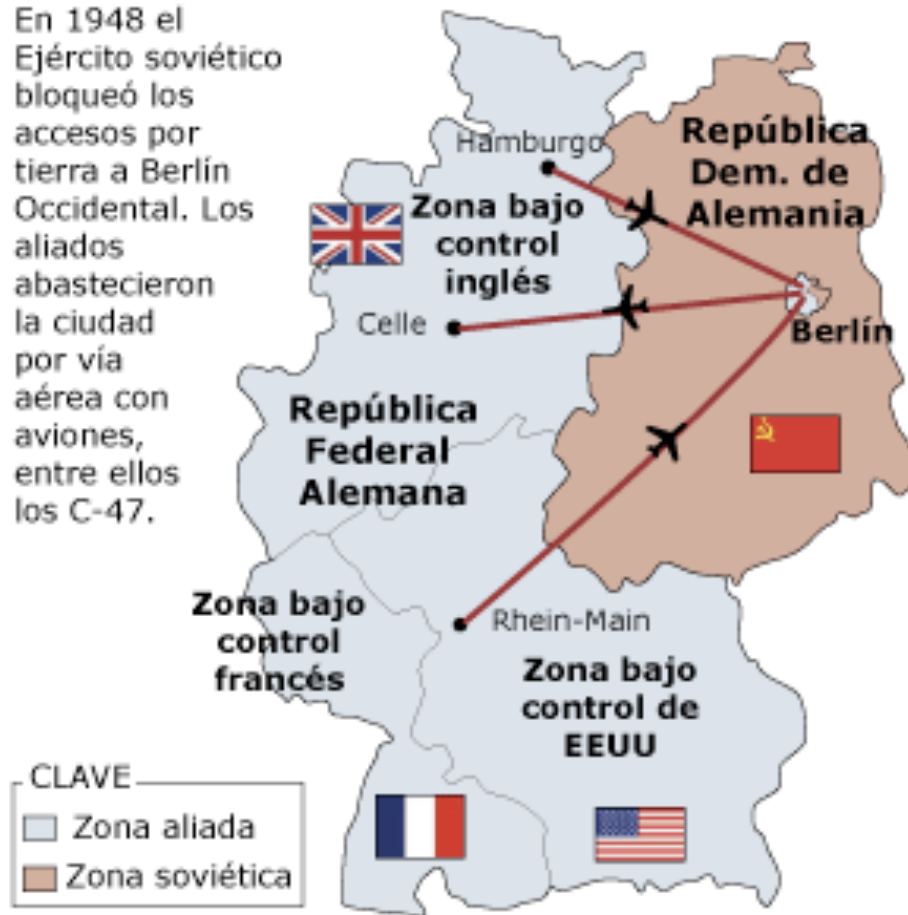 En 1948 el
Ejército soviético
bloqueó los
accesos por
tierra a Berlín
Occidental. Los
aliados
abastecieron
la ciudad
por vía
aérea con
aviones,
entre ellos
los C-47.
Hamburgo
República
Dem. de
Alemania
Zona bajo
control
inglés
Celle
Berlín
República
Federal
Alemana
Zona bajo
control
francés
Rhein-Main
Zona bajo
control de
EEUU
CLAVE
Zona aliada
Zona soviética